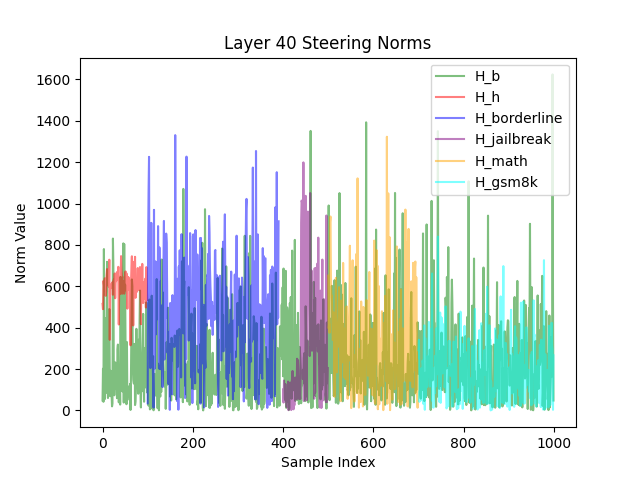 Layer 40 Steering Norms
Norm Value
1600
1400
1200
1000
800
600
400
200
0
H_b
H_h
H_borderline
H_jailbreak
H_math
H_gsm8k
0 200 400 600 800 1000
Sample Index